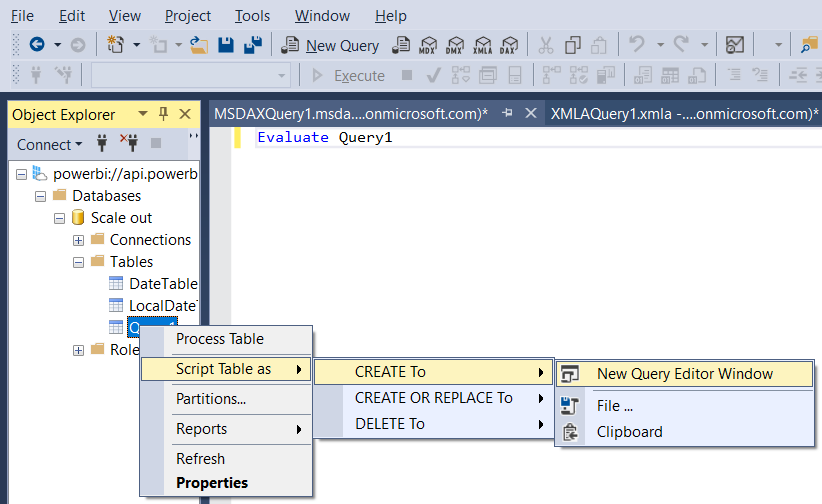 File Edit View Project Tools Window Help
New Query MDX DMX XMLA DAX
Execute
Object Explorer
MSDAXQuery1.msda....onmicrosoft.com)* XMLAQuery1.xmla -....onmicrosoft.com)*
Evaluate Query1
Connect
powerbi://api.powerb
Databases
Scale out
Connections
Tables
DateTable
LocalDate
Role
Process Table
Script Table as
Partitions...
Reports
Refresh
Properties
CREATE To
CREATE OR REPLACE To
DELETE To
New Query Editor Window
File ...
Clipboard